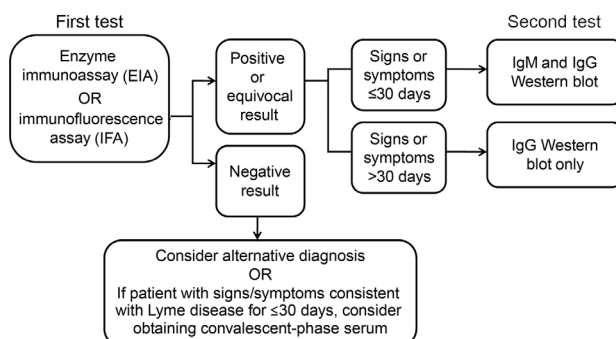 First test
Second test
Enzyme
immunoassay (EIA)
OR
immunofluorescence
assay (IFA)
Positive
or
equivocal
result
Signs or
symptoms
≤30 days
IgM and IgG
Western blot
Signs or
symptoms
>30 days
IgG Western
blot only
Negative
result
Consider alternative diagnosis
OR
If patient with signs/symptoms consistent
with Lyme disease for ≤30 days, consider
obtaining convalescent-phase serum